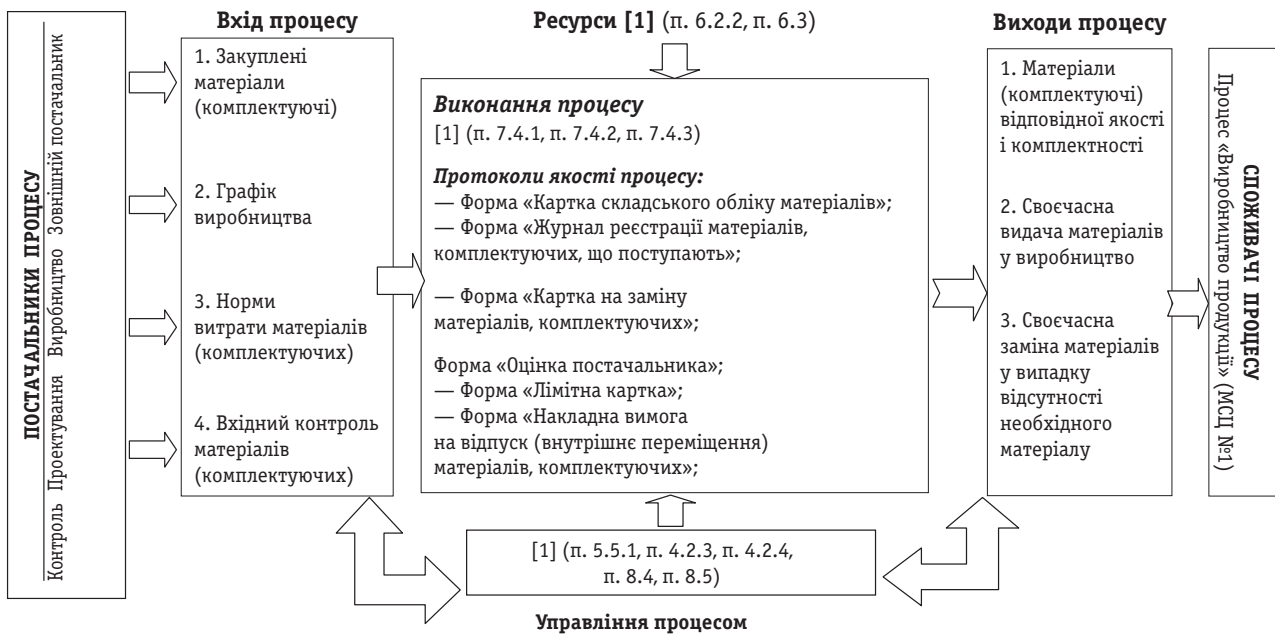 ПОСТАЧАЛЬНИКИ ПРОЦЕСУ
Контроль Проектування Виробництво Зовнішній постачальник
Вхід процесу
1. Закуплені
матеріали
(комплектуючі)
2. Графік
виробництва
3. Норми
витрати матеріалів
(комплектуючих)
4. Вхідний контроль
матеріалів
(комплектуючих)
Ресурси [1] (п. 6.2.2, п. 6.3)
Виконання процесу
[1] (п. 7.4.1, п. 7.4.2, п. 7.4.3)
Протоколи якості процесу:
— Форма «Картка складського обліку матеріалів»;
— Форма «Журнал реєстрації матеріалів,
комплектуючих, що поступають»;
— Форма «Картка на заміну
матеріалів, комплектуючих»;
Форма «Оцінка постачальника»;
— Форма «Лімітна картка»;
— Форма «Накладна вимога
на відпуск (внутрішнє переміщення)
матеріалів, комплектуючих»;
[1] (п. 5.5.1, п. 4.2.3, п. 4.2.4,
п. 8.4, п. 8.5)
Управління процесом
Виходи процесу
1. Матеріали
(комплектуючі)
відповідної якості
і комплектності
2. Своєчасна
видача матеріалів
у виробництво
3. Своєчасна
заміна матеріалів
у випадку
відсутності
необхідного
матеріалу
Процес «Виробництво продукції» (МСЦ №1)
СПОЖИВАЧІ ПРОЦЕСУ